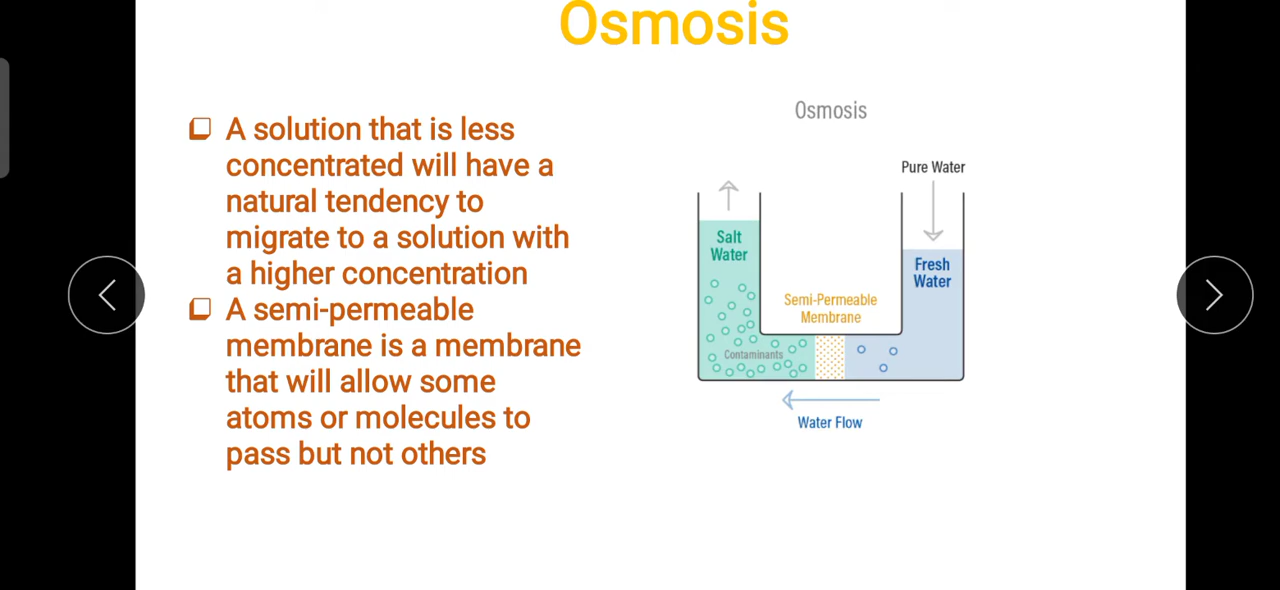 Osmosis
A solution that is less
concentrated will have a
natural tendency to
migrate to a solution with
a higher concentration
A semi-permeable
membrane is a membrane
that will allow some
atoms or molecules to
pass but not others
Osmosis
Pure Water
Salt
Water
Fresh
Water
Semi-Permeable
Membrane
Contaminants
Water Flow